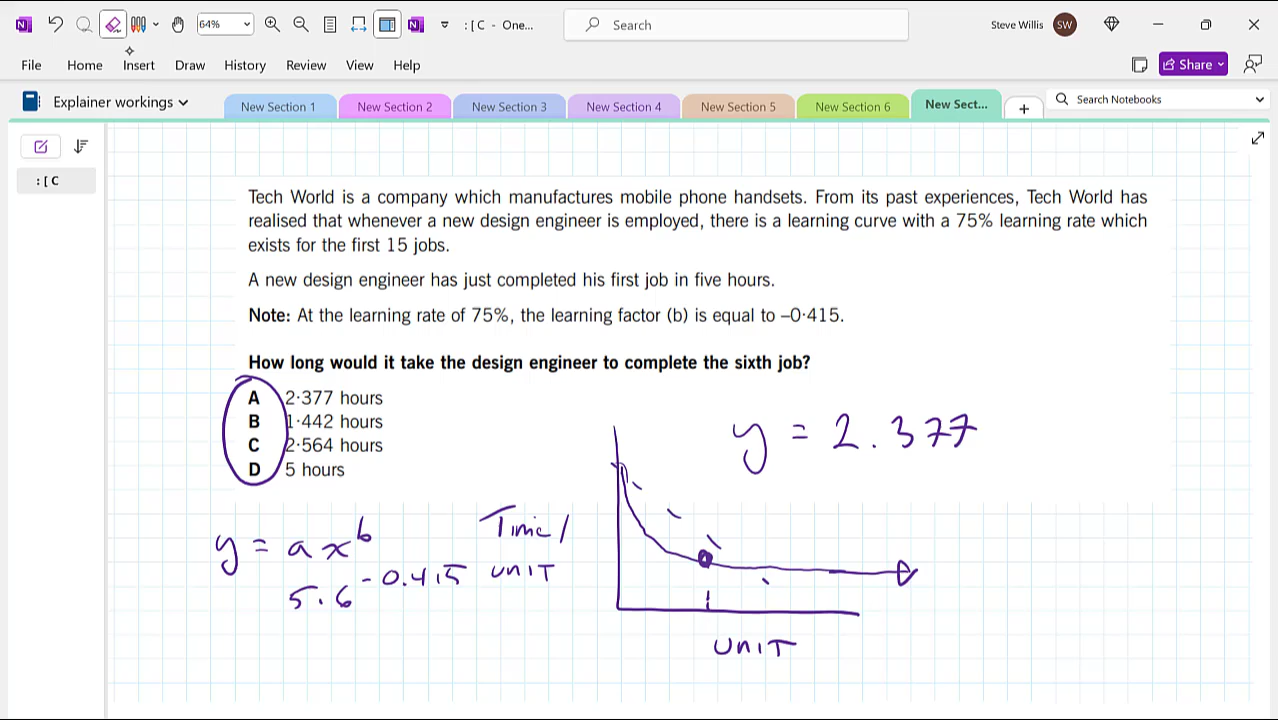 64%
:[C - One...
Search
Steve Willis
SW
File
Home
Insert
Draw
History
Review
View
Help
Share
Explainer workings
New Section 1
New Section 2
New Section 3
New Section 4
New Section 5
New Section 6
New Sect...
+
Search Notebooks
:[C
Tech World is a company which manufactures mobile phone handsets. From its past experiences, Tech World has
realised that whenever a new design engineer is employed, there is a learning curve with a 75% learning rate which
exists for the first 15 jobs.
A new design engineer has just completed his first job in five hours.
Note: At the learning rate of 75%, the learning factor (b) is equal to –0·415.
How long would it take the design engineer to complete the sixth job?
A 2·377 hours
B 1·442 hours
C 2·564 hours
D 5 hours
y = 2.377
y = ax^b
5.6^-0.415
Time/
UNIT
UNIT